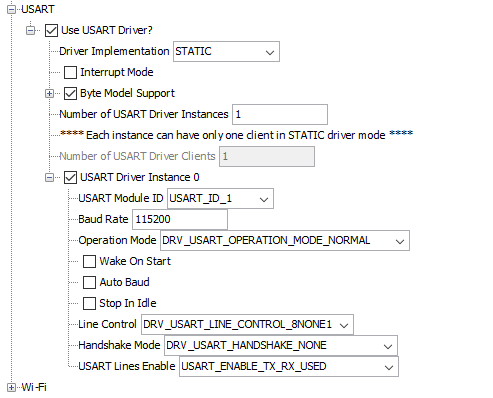 USART
Use USART Driver?
Driver Implementation STATIC
Interrupt Mode
Byte Model Support
Number of USART Driver Instances 1
**** Each instance can have only one client in STATIC driver mode ****
Number of USART Driver Clients 1
USART Driver Instance 0
USART Module ID USART_ID_1
Baud Rate 115200
Operation Mode DRV_USART_OPERATION_MODE_NORMAL
Wake On Start
Auto Baud
Stop In Idle
Line Control DRV_USART_LINE_CONTROL_8NONE1
Handshake Mode DRV_USART_HANDSHAKE_NONE
USART Lines Enable USART_ENABLE_TX_RX_USED
Wi-Fi